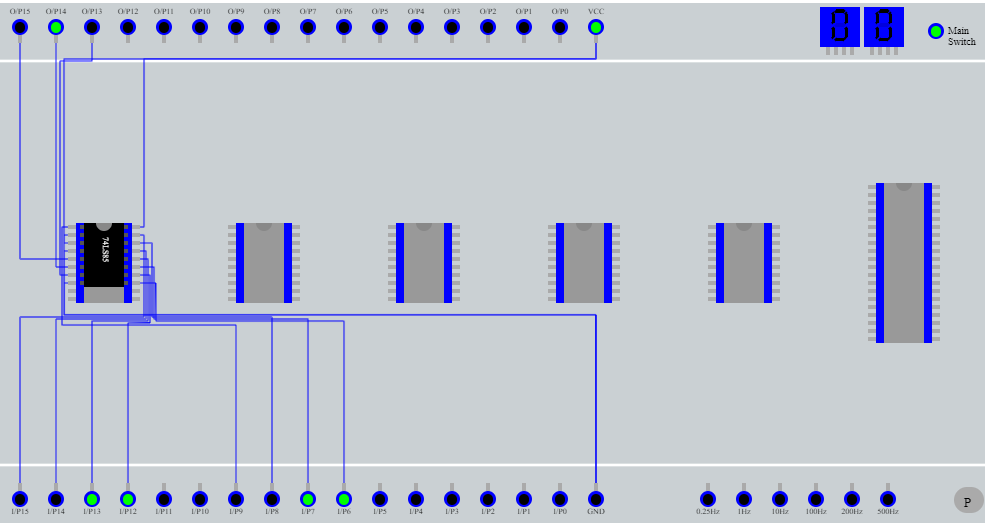 O/P15 O/P14 O/P13 O/P12 O/P11 O/P10 O/P9 O/P8 O/P7 O/P6 O/P5 O/P4 O/P3 O/P2 O/P1 O/P0 VCC
00
Main
Switch
74LS85
I/P15 I/P14 I/P13 I/P12 I/P11 I/P10 I/P9 I/P8 I/P7 I/P6 I/P5 I/P4 I/P3 I/P2 I/P1 I/P0 GND
0.25Hz 1Hz 10Hz 100Hz 200Hz 500Hz
P